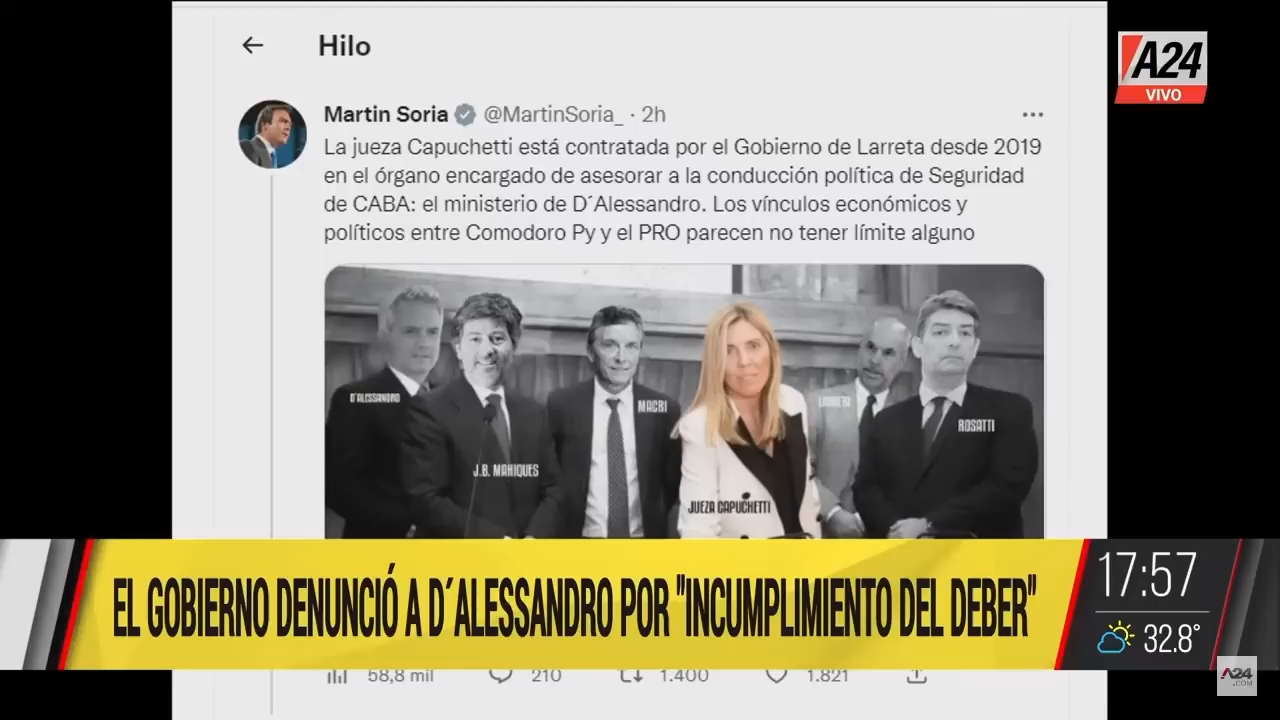 Hilo
A24
VIVO
Martin Soria @MartinSoria_ · 2h
La jueza Capuchetti está contratada por el Gobierno de Larreta desde 2019
en el órgano encargado de asesorar a la conducción política de Seguridad
de CABA: el ministerio de D´Alessandro. Los vínculos económicos y
políticos entre Comodoro Py y el PRO parecen no tener límite alguno
D´ALESSANDRO
J.B. MAHIQUES
MACRI
JUEZA CAPUCHETTI
LARRETA
ROSATTI
EL GOBIERNO DENUNCIÓ A D´ALESSANDRO POR "INCUMPLIMIENTO DEL DEBER"
17:57
32.8°
58,8 mil 210 1.400 1.821
A24
.COM